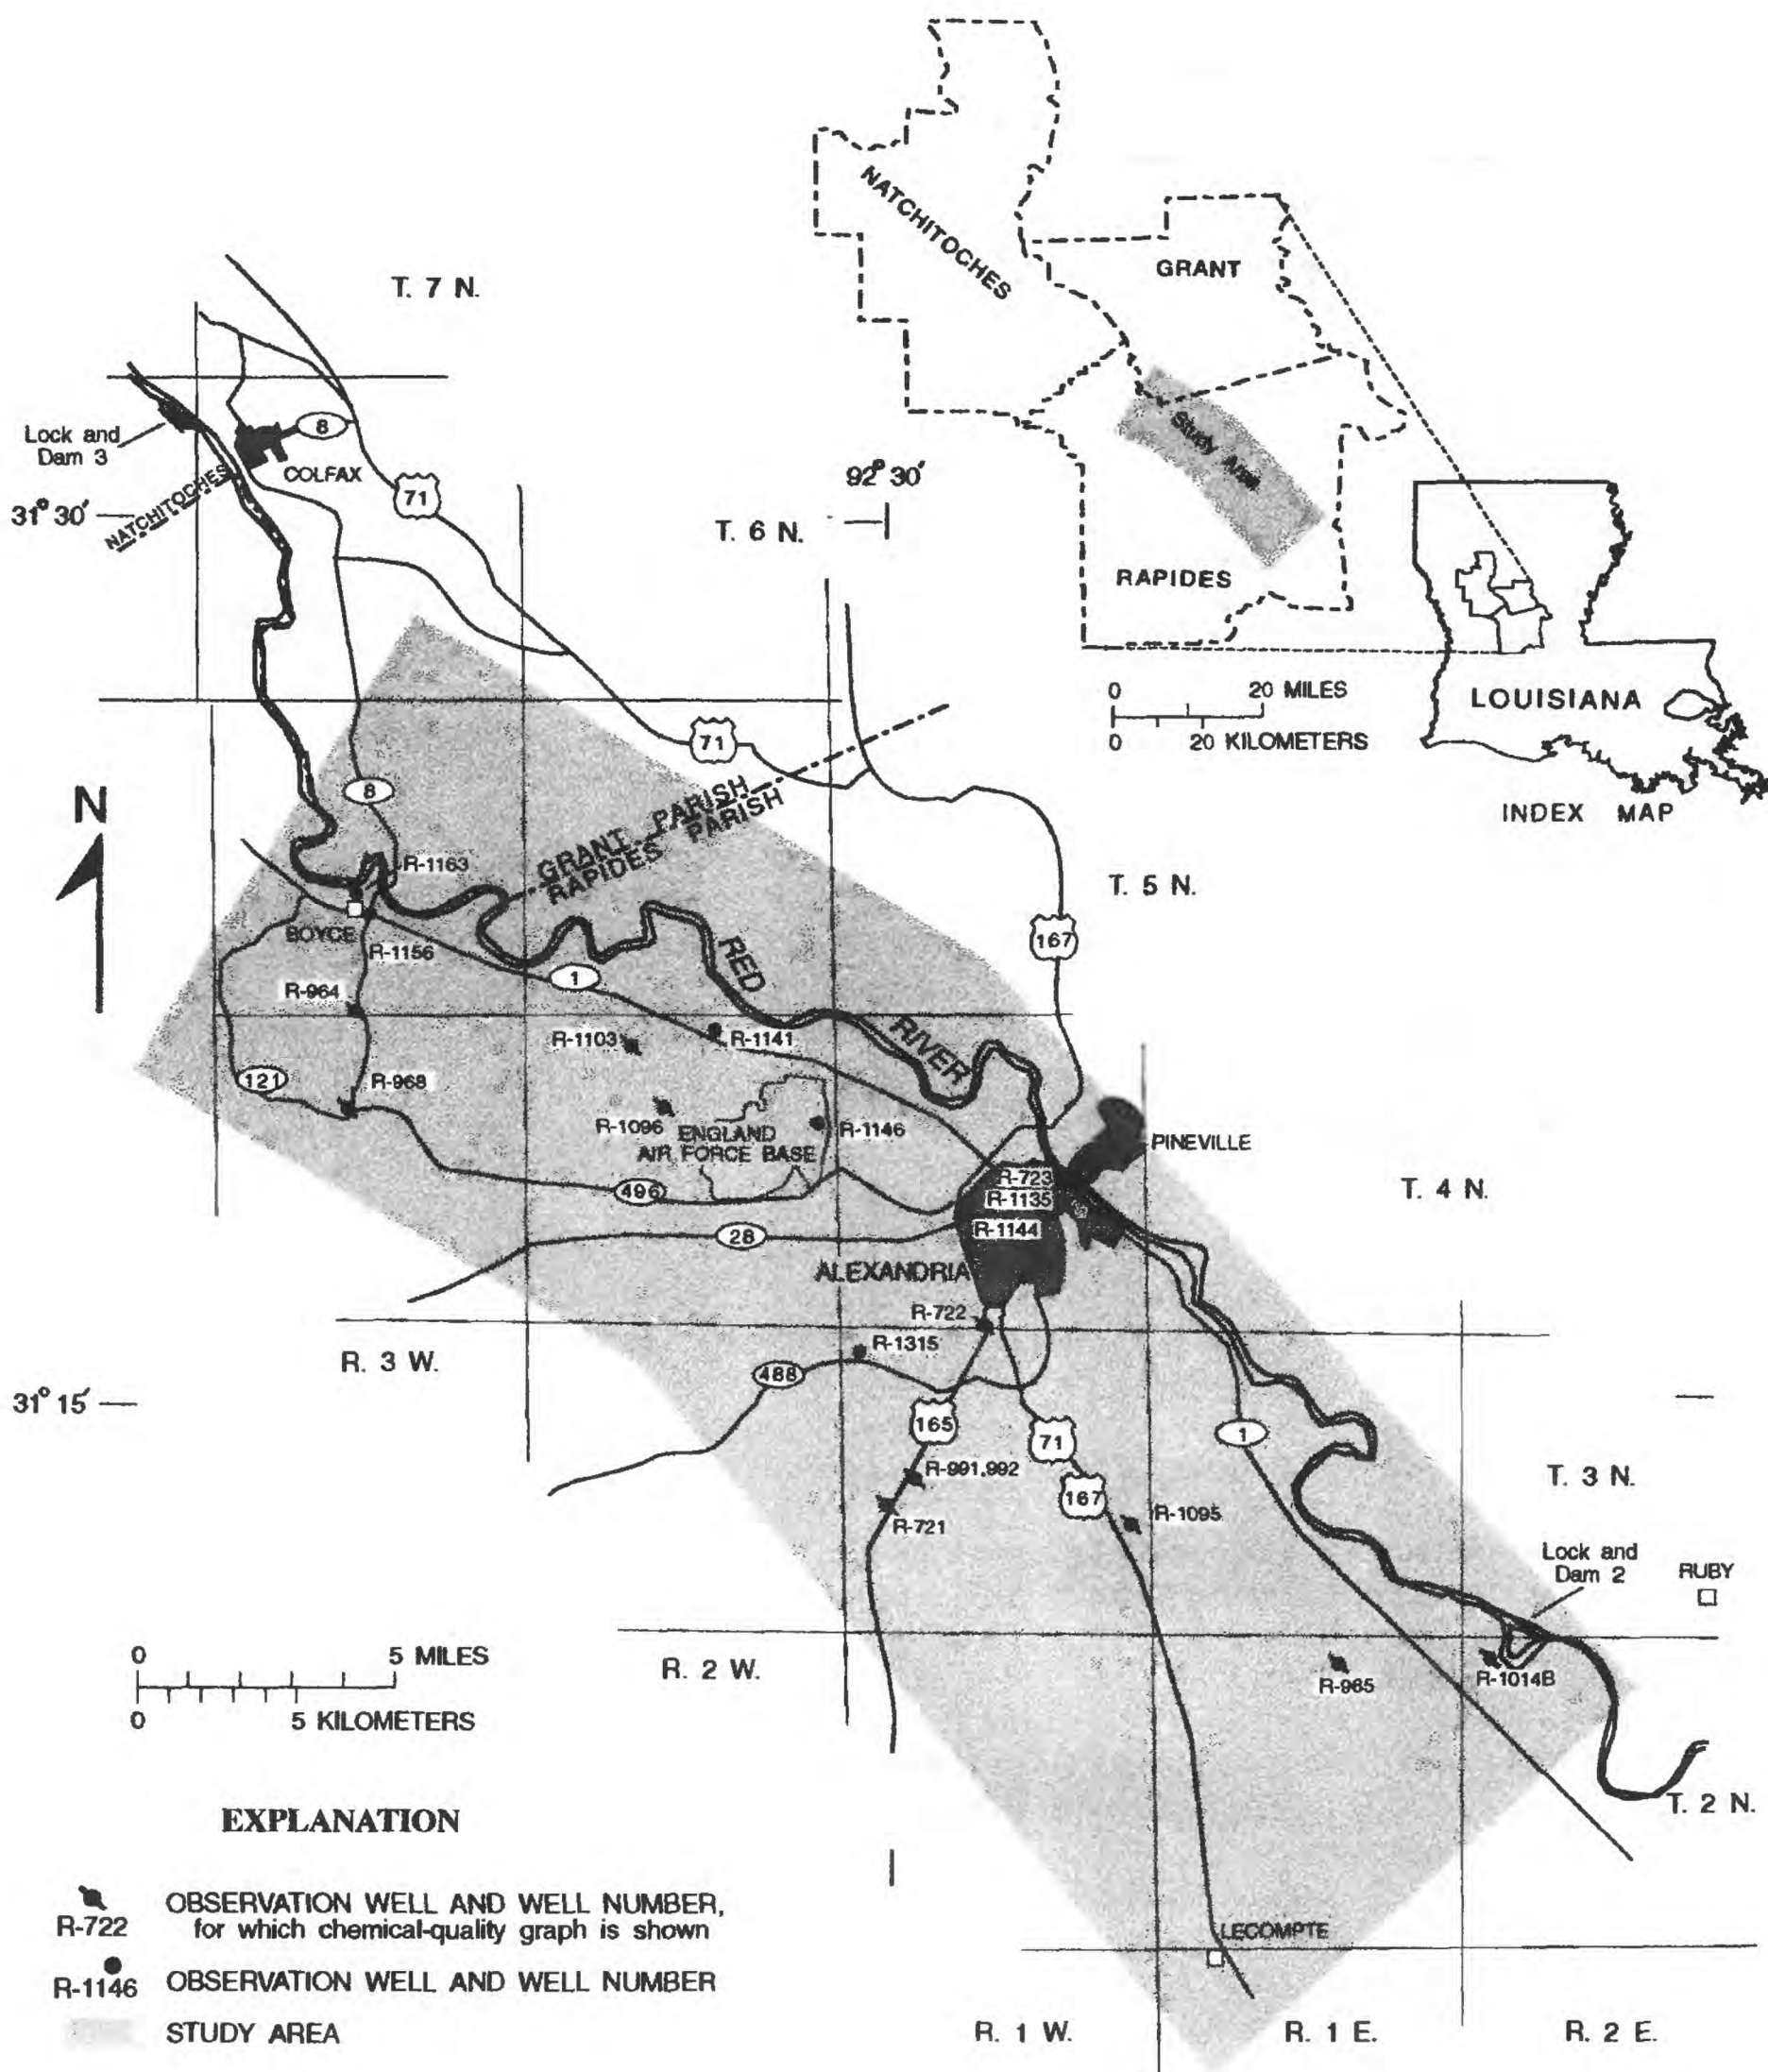 NATCHITOCHES
GRANT
T. 7 N.
Study Area
Lock and
Dam 3
8
COLFAX
NATCHITOCHES
71
31° 30′
T. 6 N.
92° 30′
RAPIDES
0 20 MILES
0 20 KILOMETERS
LOUISIANA
INDEX MAP
71
N
8
GRANT PARISH
RAPIDES PARISH
R-1163
T. 5 N.
BOYCE
R-1156
167
RED
RIVER
1
R-964
R-1103
R-1141
121
R-968
R-1096
ENGLAND
AIR FORCE BASE
R-1146
PINEVILLE
R-723
R-1135
R-1144
496
T. 4 N.
28
ALEXANDRIA
R-722
R-1315
R. 3 W.
488
31° 15′
165
71
1
R-991,992
T. 3 N.
167
R-721
R-1095
Lock and
Dam 2
RUBY
0 5 MILES
0 5 KILOMETERS
R. 2 W.
R-965
R-1014B
T. 2 N.
EXPLANATION
R-722
OBSERVATION WELL AND WELL NUMBER,
for which chemical-quality graph is shown
R-1146
OBSERVATION WELL AND WELL NUMBER
STUDY AREA
LECOMPTE
R. 1 W.
R. 1 E.
R. 2 E.